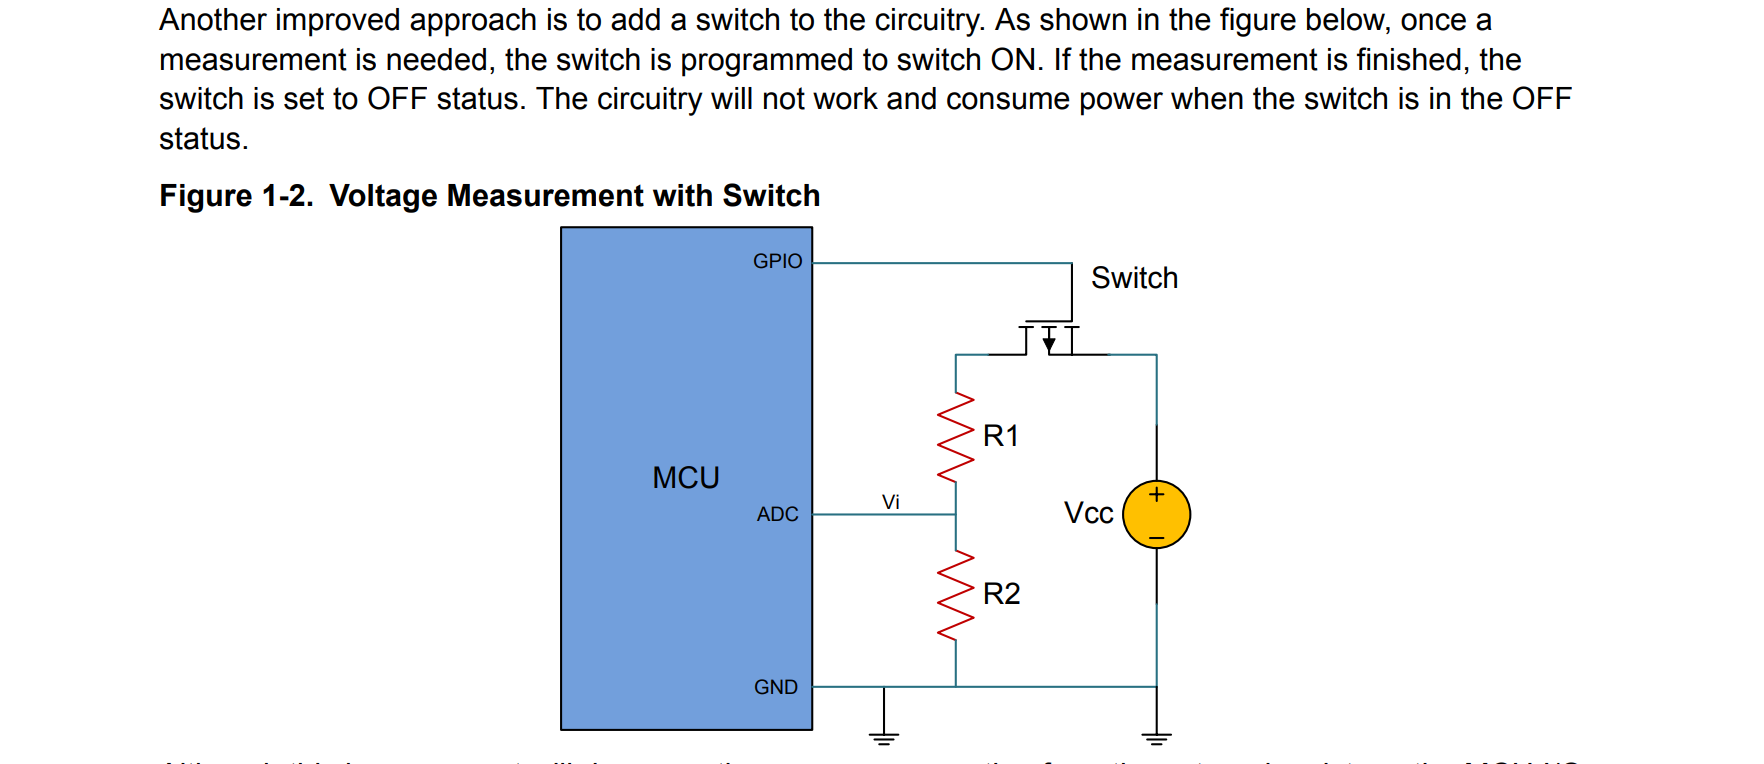 Another improved approach is to add a switch to the circuitry. As shown in the figure below, once a
measurement is needed, the switch is programmed to switch ON. If the measurement is finished, the
switch is set to OFF status. The circuitry will not work and consume power when the switch is in the OFF
status.
Figure 1-2. Voltage Measurement with Switch
GPIO
Switch
R1
MCU
Vi
ADC
Vcc
+
−
R2
GND